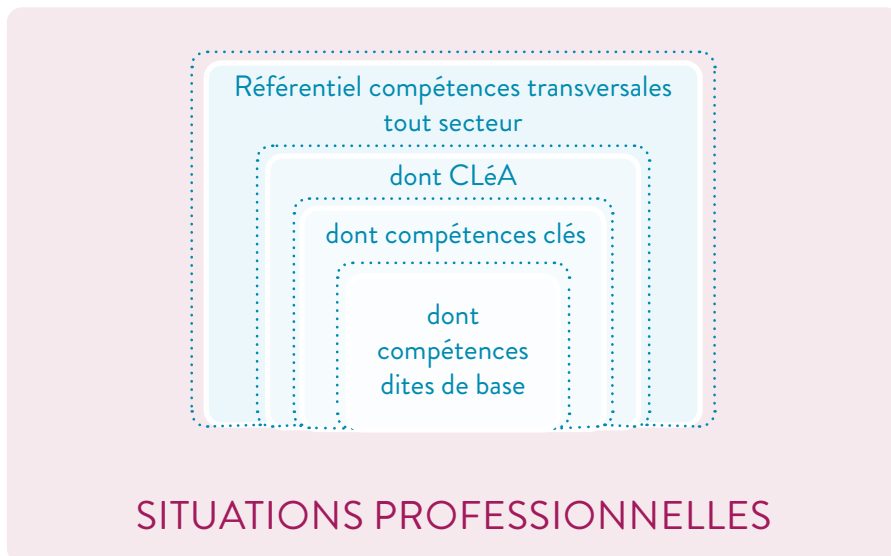 Référentiel compétences transversales
tout secteur
dont CLéA
dont compétences clés
dont
compétences
dites de base
SITUATIONS PROFESSIONNELLES